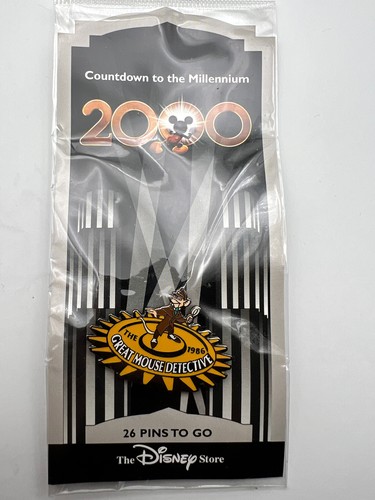 Countdown to the Millennium
2000
THE 1986
GREAT MOUSE DETECTIVE
26 PINS TO GO
The Disney Store